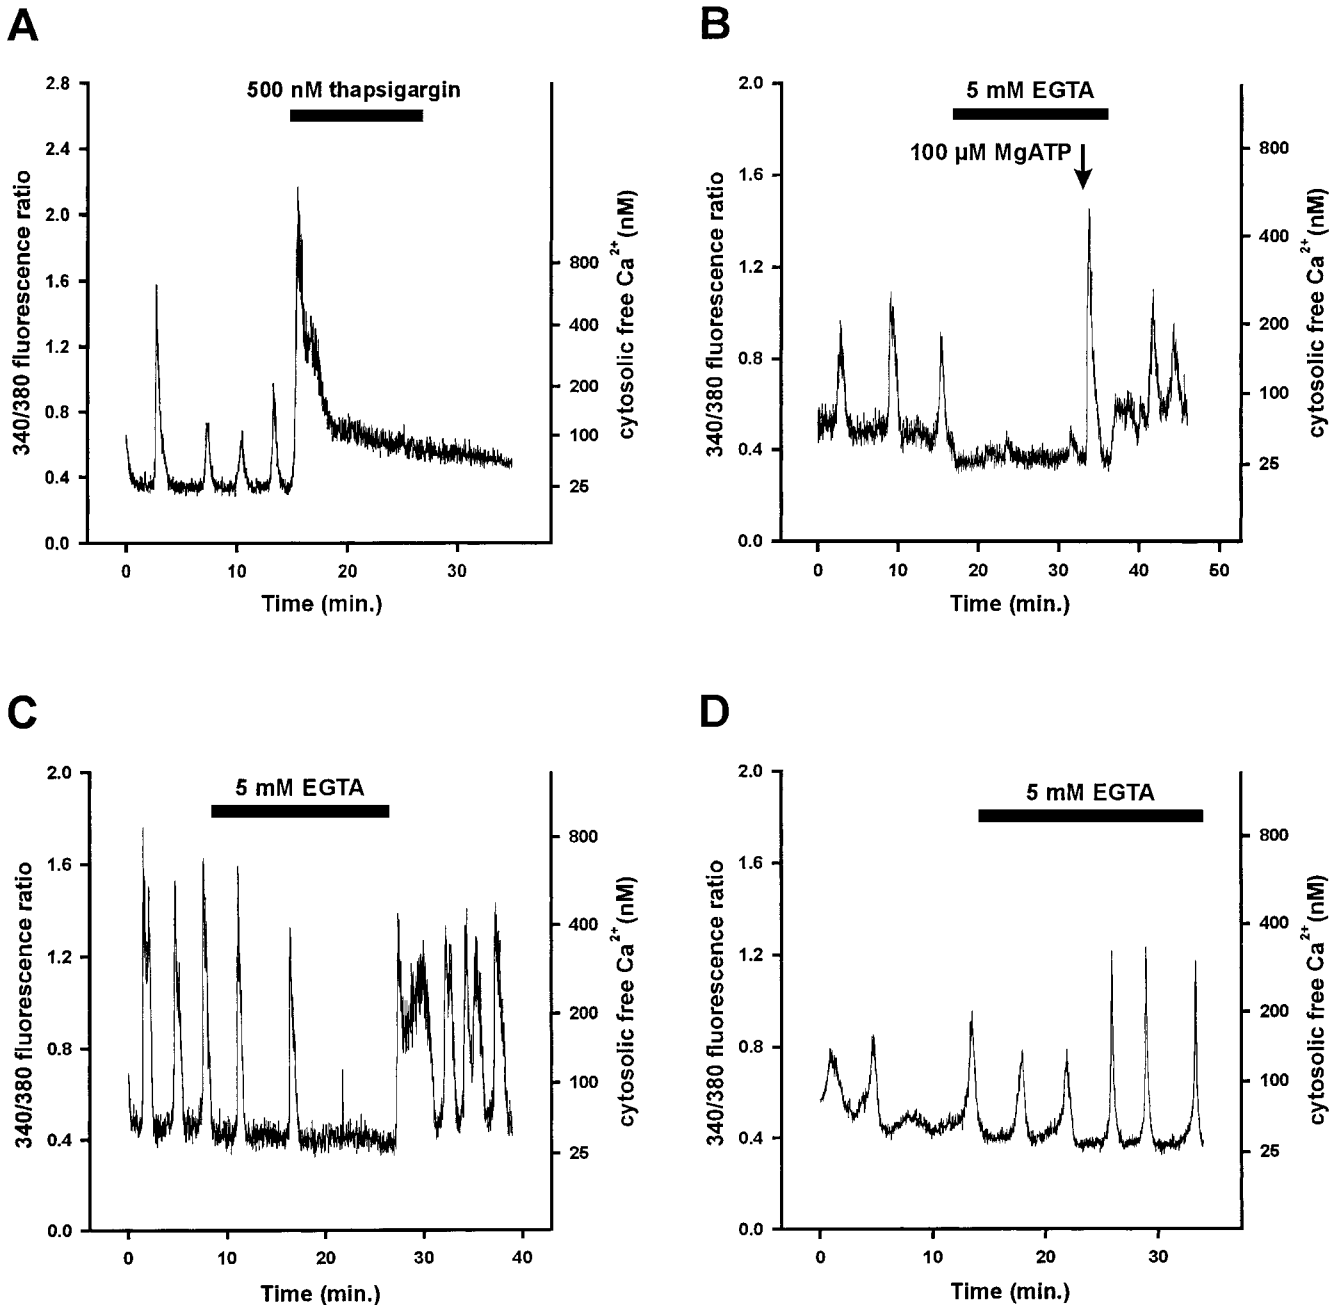 A
500 nM thapsigargin
2.8
2.4
2.0
1.6
1.2
0.8
0.4
0.0
340/380 fluorescence ratio
800
400
200
100
25
cytosolic free Ca²⁺ (nM)
0 10 20 30
Time (min.)
B
5 mM EGTA
100 µM MgATP
2.0
1.6
1.2
0.8
0.4
0.0
340/380 fluorescence ratio
800
400
200
100
25
cytosolic free Ca²⁺ (nM)
0 10 20 30 40 50
Time (min.)
C
5 mM EGTA
2.0
1.6
1.2
0.8
0.4
0.0
340/380 fluorescence ratio
800
400
200
100
25
cytosolic free Ca²⁺ (nM)
0 10 20 30 40
Time (min.)
D
5 mM EGTA
2.0
1.6
1.2
0.8
0.4
0.0
340/380 fluorescence ratio
800
400
200
100
25
cytosolic free Ca²⁺ (nM)
0 10 20 30
Time (min.)